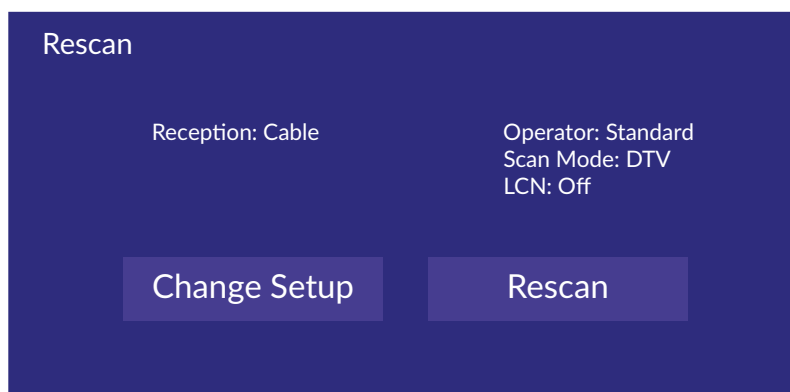 Rescan
Reception: Cable
Operator: Standard
Scan Mode: DTV
LCN: Off
Change Setup
Rescan